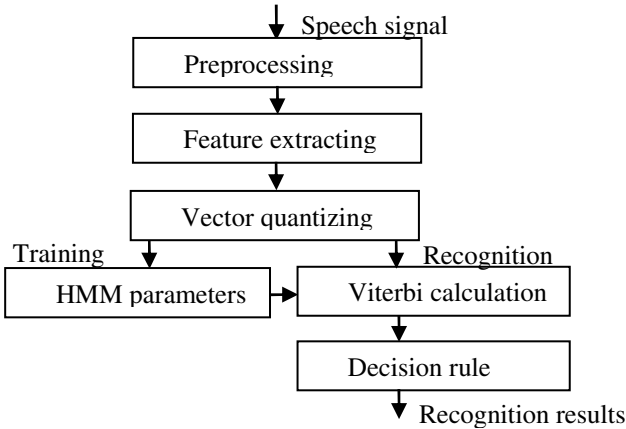 Speech signal
Preprocessing
Feature extracting
Vector quantizing
Training
Recognition
HMM parameters
Viterbi calculation
Decision rule
Recognition results